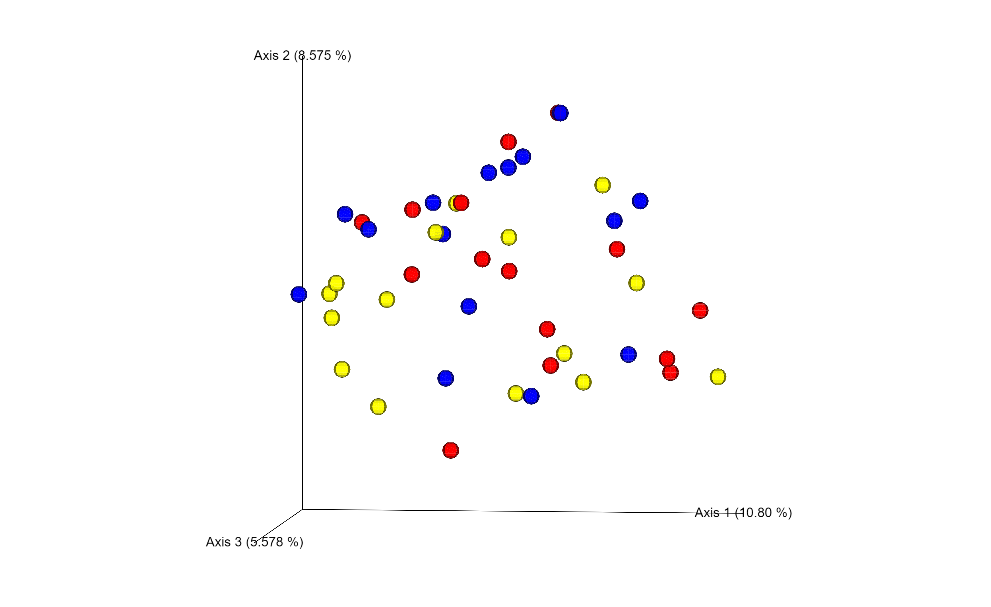 Axis 2 (8.575 %)
Axis 1 (10.80 %)
Axis 3 (5.578 %)